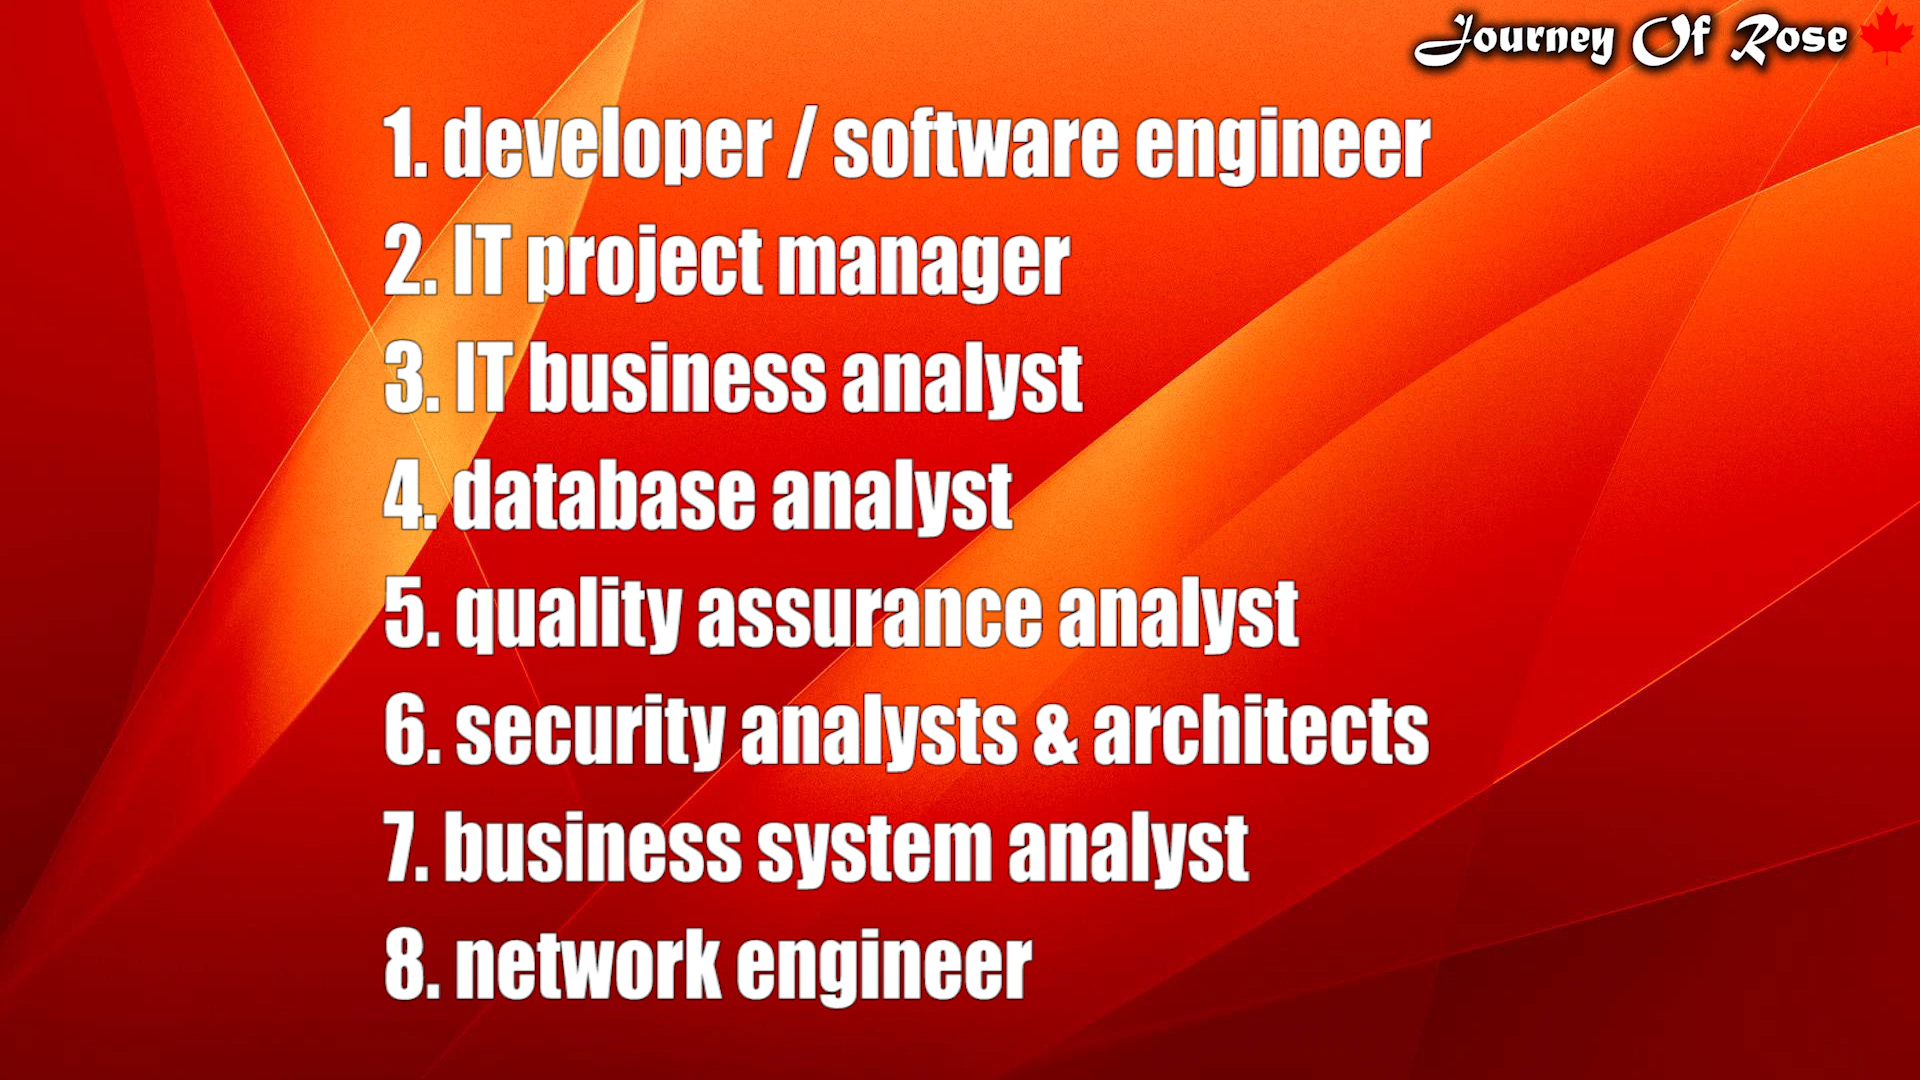 Journey Of Rose
1. developer / software engineer
2. IT project manager
3. IT business analyst
4. database analyst
5. quality assurance analyst
6. security analysts & architects
7. business system analyst
8. network engineer